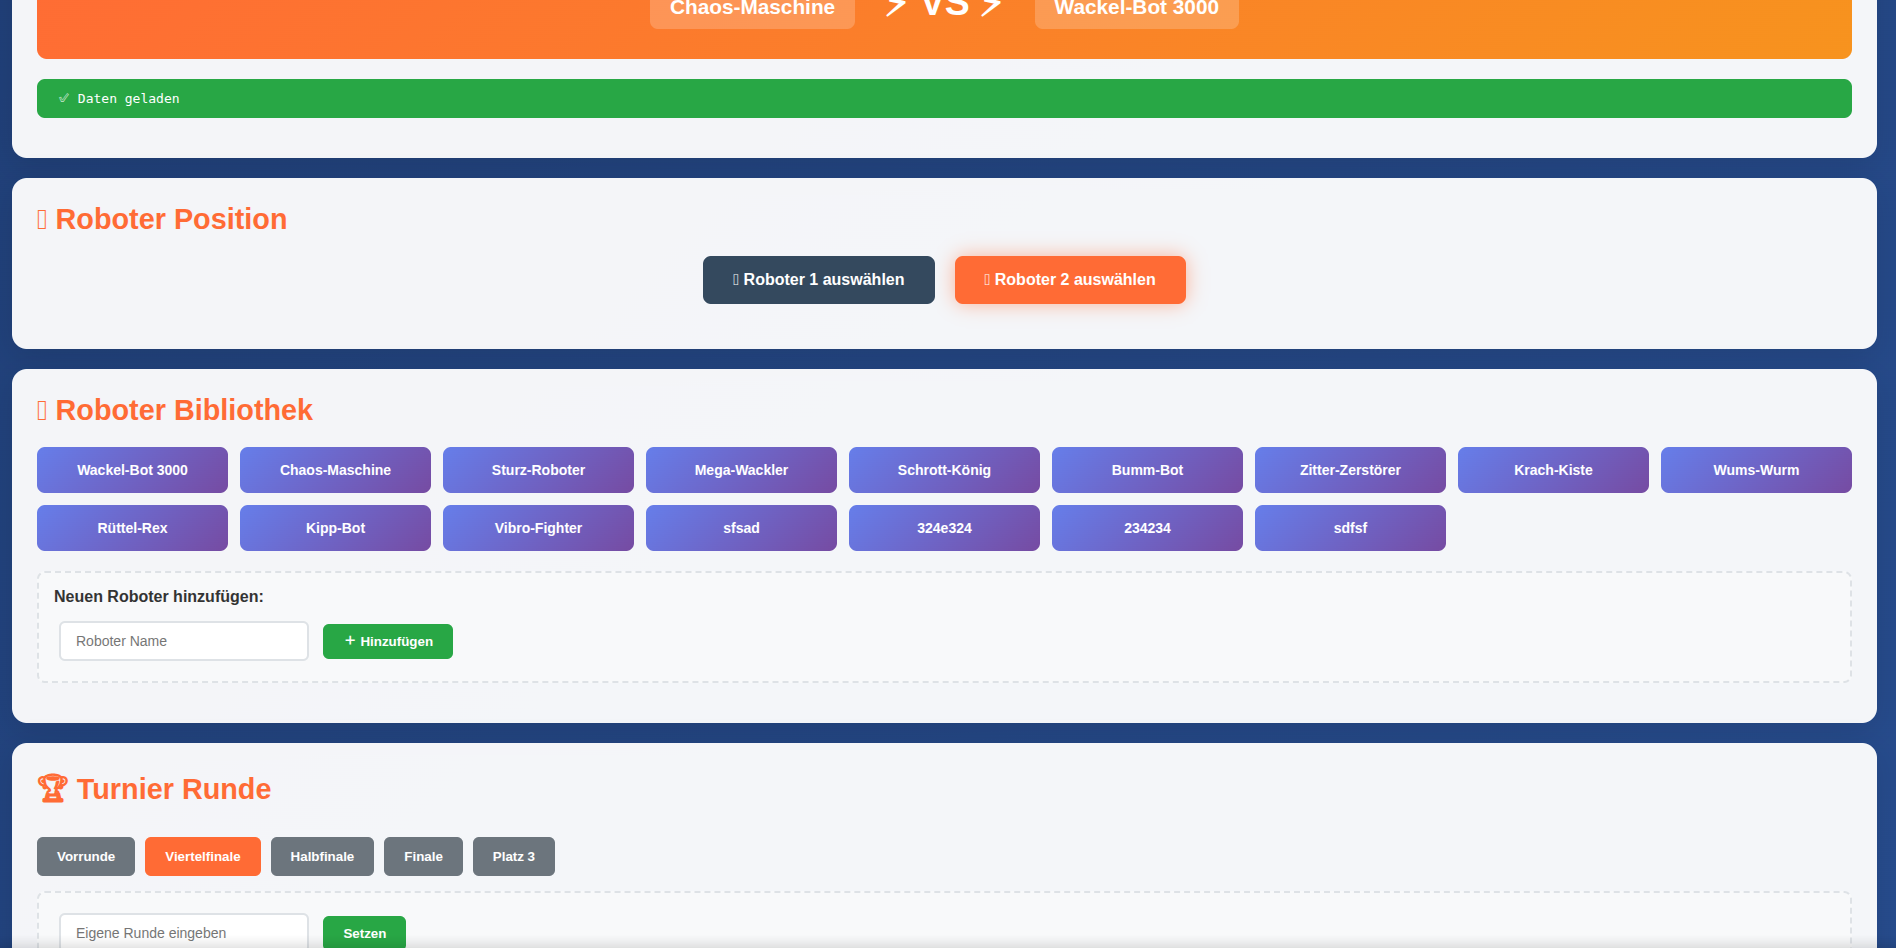 Chaos-Maschine ⚡ VS ⚡ Wackel-Bot 3000
✅ Daten geladen
Roboter Position
Roboter 1 auswählen
Roboter 2 auswählen
Roboter Bibliothek
Wackel-Bot 3000
Chaos-Maschine
Sturz-Roboter
Mega-Wackler
Schrott-König
Bumm-Bot
Zitter-Zerstörer
Krach-Kiste
Wums-Wurm
Rüttel-Rex
Kipp-Bot
Vibro-Fighter
sfsad
324e324
234234
sdfsf
Neuen Roboter hinzufügen:
Roboter Name
+ Hinzufügen
🏆 Turnier Runde
Vorrunde
Viertelfinale
Halbfinale
Finale
Platz 3
Eigene Runde eingeben
Setzen